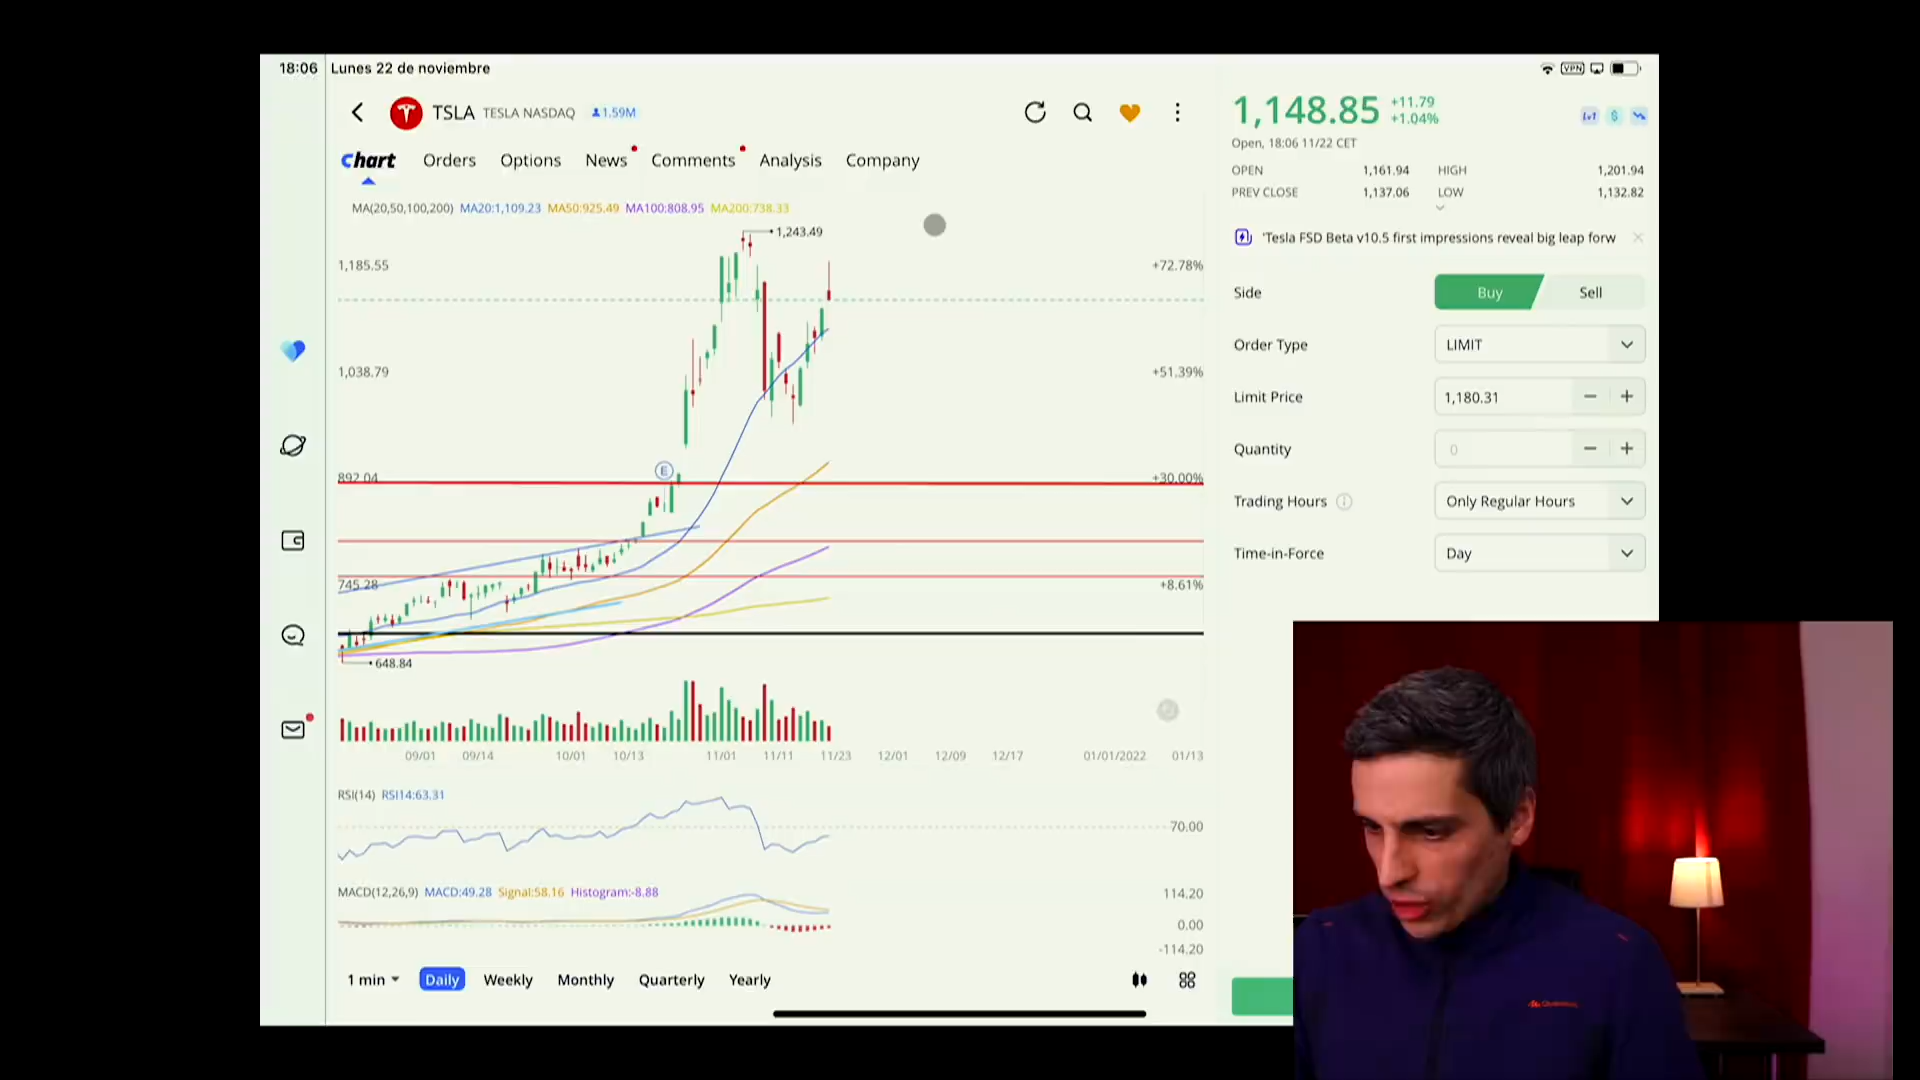 18:06 Lunes 22 de noviembre
VPN
TSLA TESLA NASDAQ 1.59M
Chart Orders Options News Comments Analysis Company
MA(20,50,100,200) MA20:1,109.23 MA50:925.49 MA100:808.95 MA200:738.33
1,243.49
1,185.55 +72.78%
1,038.79 +51.39%
E
892.04 +30.00%
745.28 +8.61%
648.84
09/01 09/14 10/01 10/13 11/01 11/11 11/23 12/01 12/09 12/17 01/01/2022 01/13
RSI(14) RSI14:63.31
70.00
MACD(12,26,9) MACD:49.28 Signal:58.16 Histogram:-8.88
114.20
0.00
-114.20
1 min Daily Weekly Monthly Quarterly Yearly
1,148.85 +11.79
+1.04%
Lv1 $
Open, 18:06 11/22 CET
OPEN 1,161.94 HIGH 1,201.94
PREV CLOSE 1,137.06 LOW 1,132.82
'Tesla FSD Beta v10.5 first impressions reveal big leap forw
Side Buy Sell
Order Type LIMIT
Limit Price 1,180.31 − +
Quantity 0 − +
Trading Hours Only Regular Hours
Time-in-Force Day